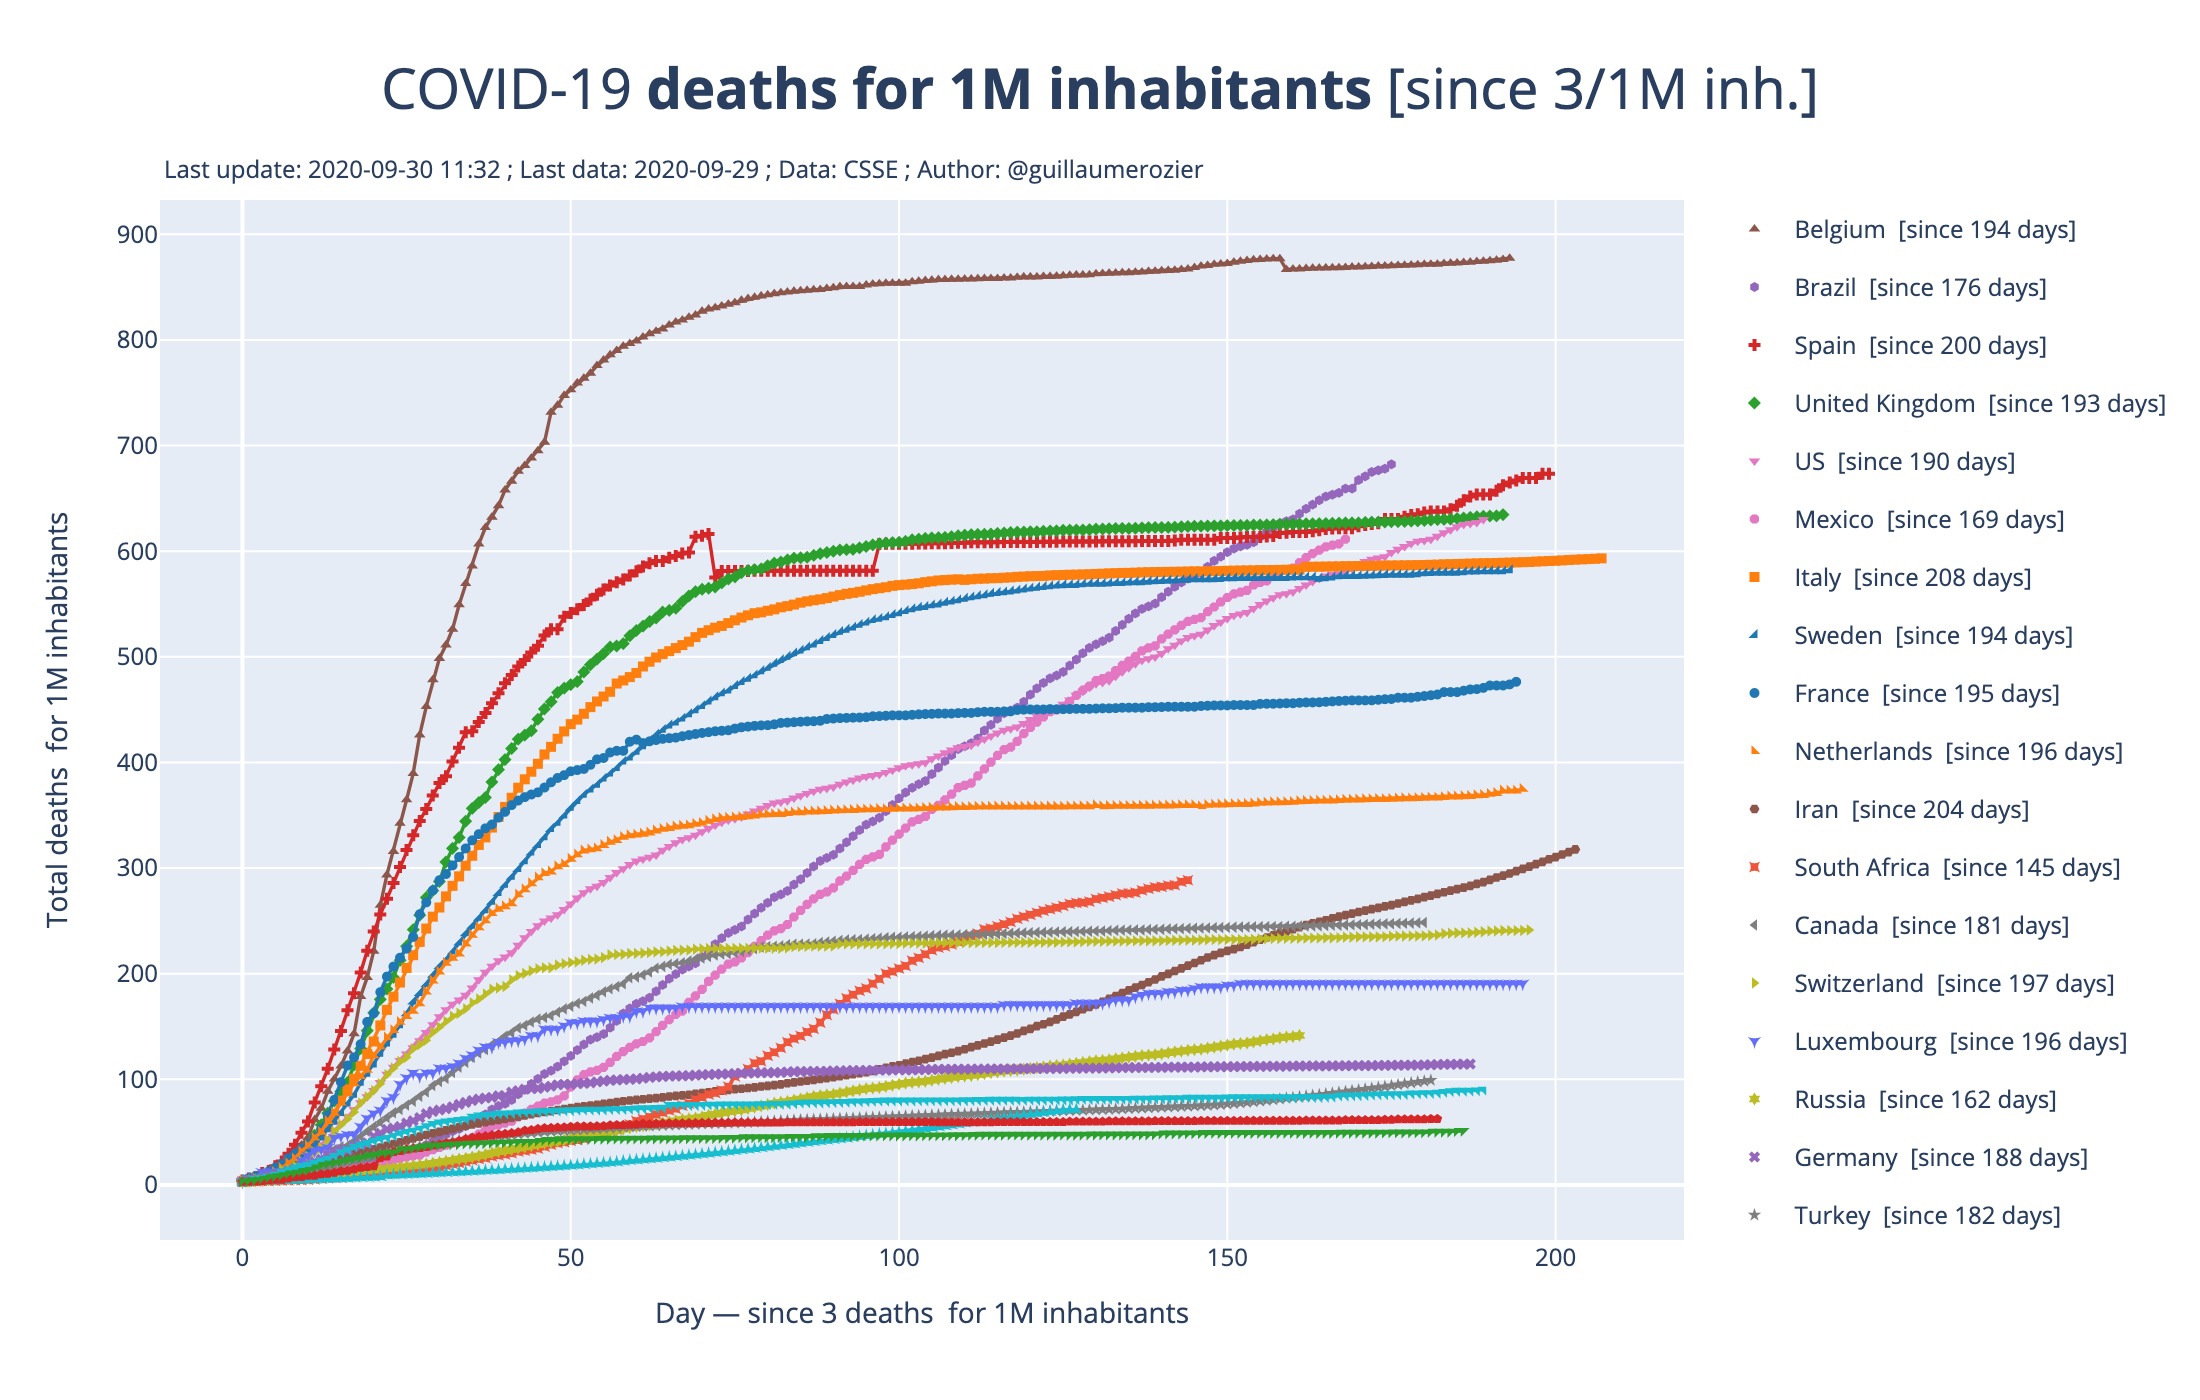 COVID-19 deaths for 1M inhabitants [since 3/1M inh.]
Last update: 2020-09-30 11:32 ; Last data: 2020-09-29 ; Data: CSSE ; Author: @guillaumerozier
Total deaths for 1M inhabitants
900
800
700
600
500
400
300
200
100
0
0 50 100 150 200
Day — since 3 deaths for 1M inhabitants
Belgium [since 194 days]
Brazil [since 176 days]
Spain [since 200 days]
United Kingdom [since 193 days]
US [since 190 days]
Mexico [since 169 days]
Italy [since 208 days]
Sweden [since 194 days]
France [since 195 days]
Netherlands [since 196 days]
Iran [since 204 days]
South Africa [since 145 days]
Canada [since 181 days]
Switzerland [since 197 days]
Luxembourg [since 196 days]
Russia [since 162 days]
Germany [since 188 days]
Turkey [since 182 days]